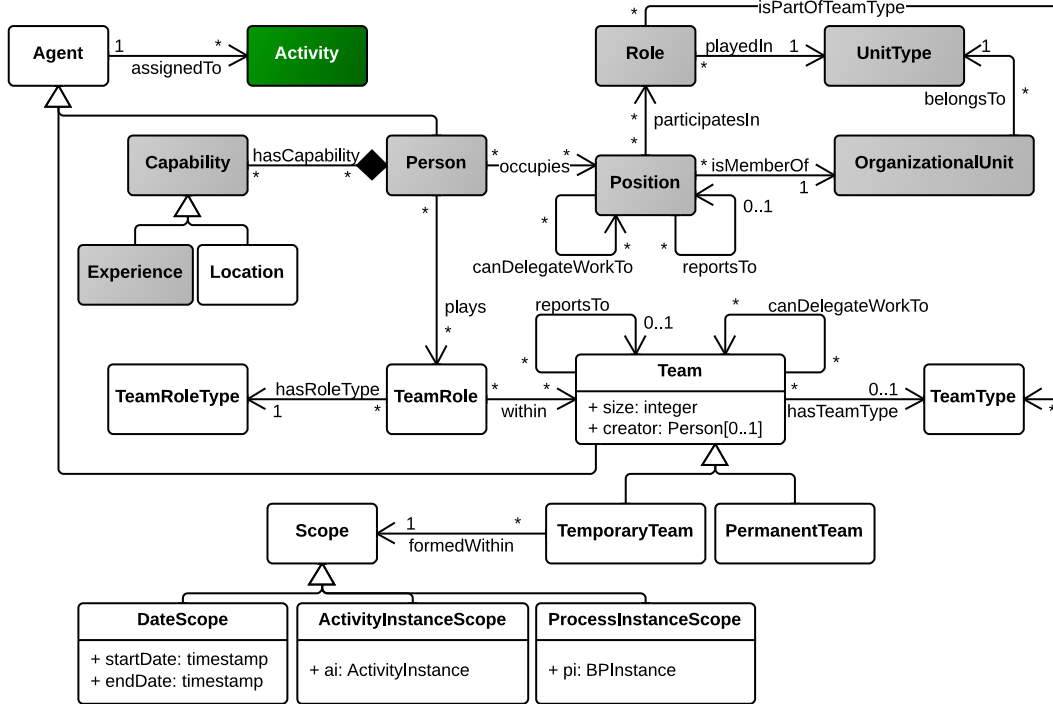 * isPartOfTeamType
Agent 1 * Activity
assignedTo
Role playedIn 1 UnitType 1
* *
belongsTo
* participatesIn
Capability hasCapability Person * * Position * isMemberOf OrganizationalUnit
* * occupies 1
*
* 0..1
* * *
canDelegateWorkTo reportsTo
Experience Location
plays
*
reportsTo * canDelegateWorkTo
0..1
* *
TeamRoleType hasRoleType TeamRole * * Team * 0..1 TeamType
1 * within hasTeamType *
+ size: integer
+ creator: Person[0..1]
Scope 1 * TemporaryTeam PermanentTeam
formedWithin
DateScope ActivityInstanceScope ProcessInstanceScope
+ startDate: timestamp + ai: ActivityInstance + pi: BPInstance
+ endDate: timestamp